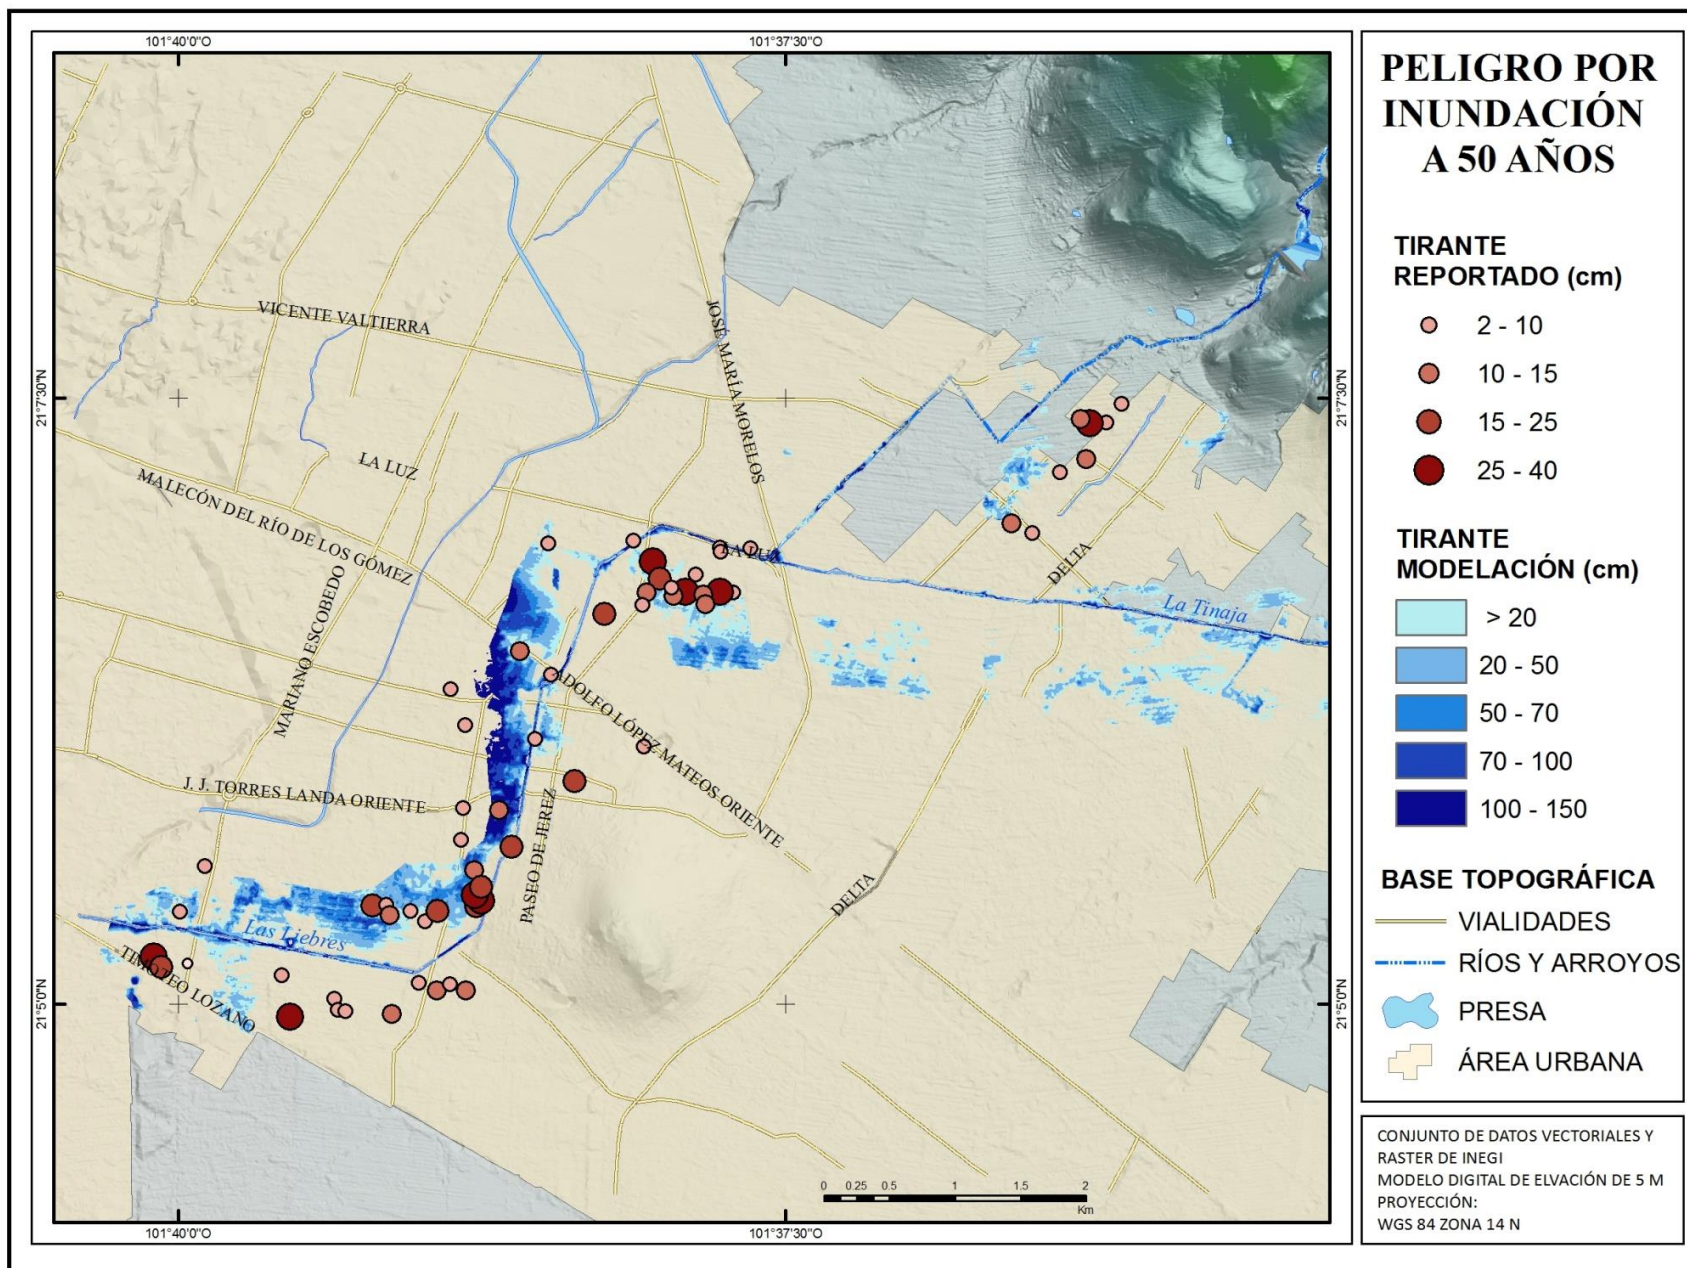 101°40'0"O
101°37'30"O
21°7'30"N
21°7'30"N
21°5'0"N
21°5'0"N
101°40'0"O
101°37'30"O
VICENTE VALTIERRA
JOSÉ MARÍA MORELOS
LA LUZ
MALECÓN DEL RÍO DE LOS GÓMEZ
MARIANO ESCOBEDO
LA LUZ
DELTA
La Tinaja
ADOLFO LÓPEZ MATEOS ORIENTE
J. J. TORRES LANDA ORIENTE
PASEO DE JEREZ
DELTA
Las Liebres
TIMOTEO LOZANO
0 0.25 0.5 1 1.5 2
Km
PELIGRO POR
INUNDACIÓN
A 50 AÑOS
TIRANTE
REPORTADO (cm)
2 - 10
10 - 15
15 - 25
25 - 40
TIRANTE
MODELACIÓN (cm)
> 20
20 - 50
50 - 70
70 - 100
100 - 150
BASE TOPOGRÁFICA
VIALIDADES
RÍOS Y ARROYOS
PRESA
ÁREA URBANA
CONJUNTO DE DATOS VECTORIALES Y
RASTER DE INEGI
MODELO DIGITAL DE ELVACIÓN DE 5 M
PROYECCIÓN:
WGS 84 ZONA 14 N